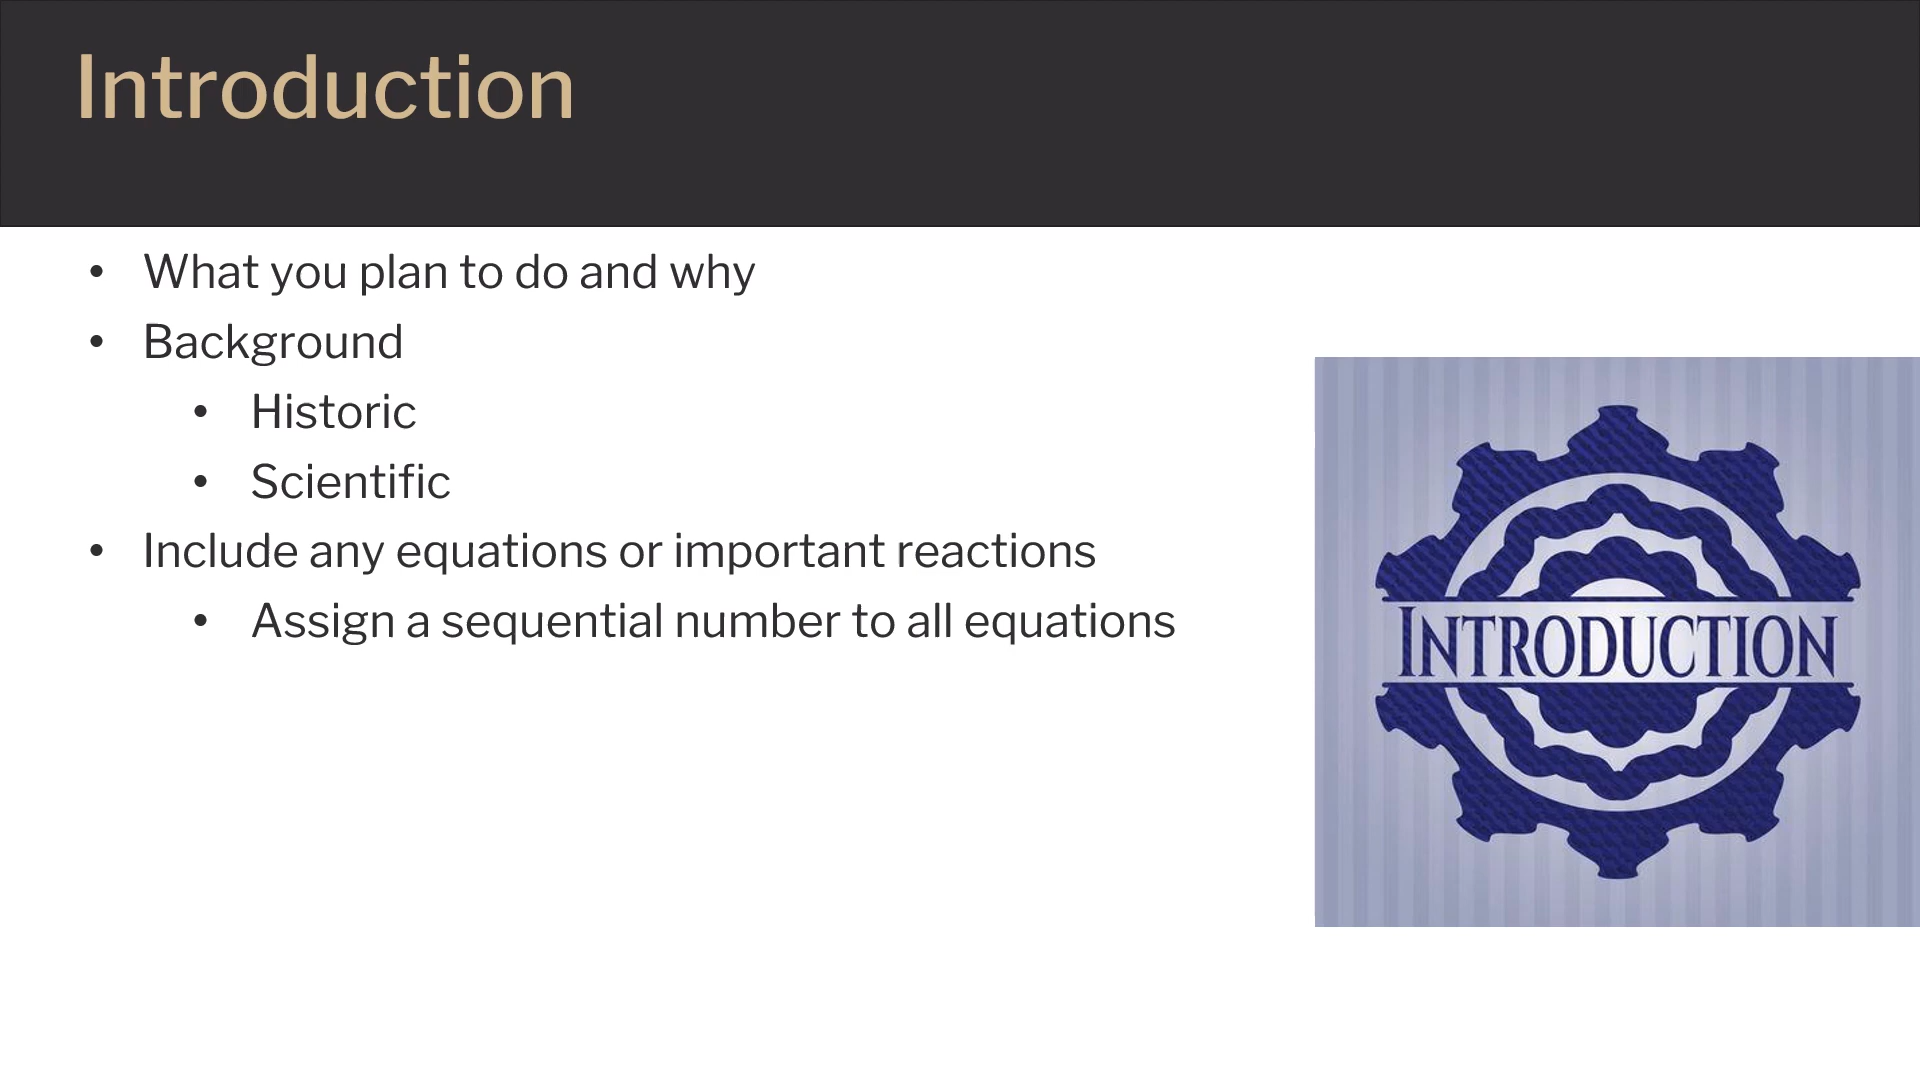 Introduction
• What you plan to do and why
• Background
• Historic
• Scientific
• Include any equations or important reactions
• Assign a sequential number to all equations
INTRODUCTION